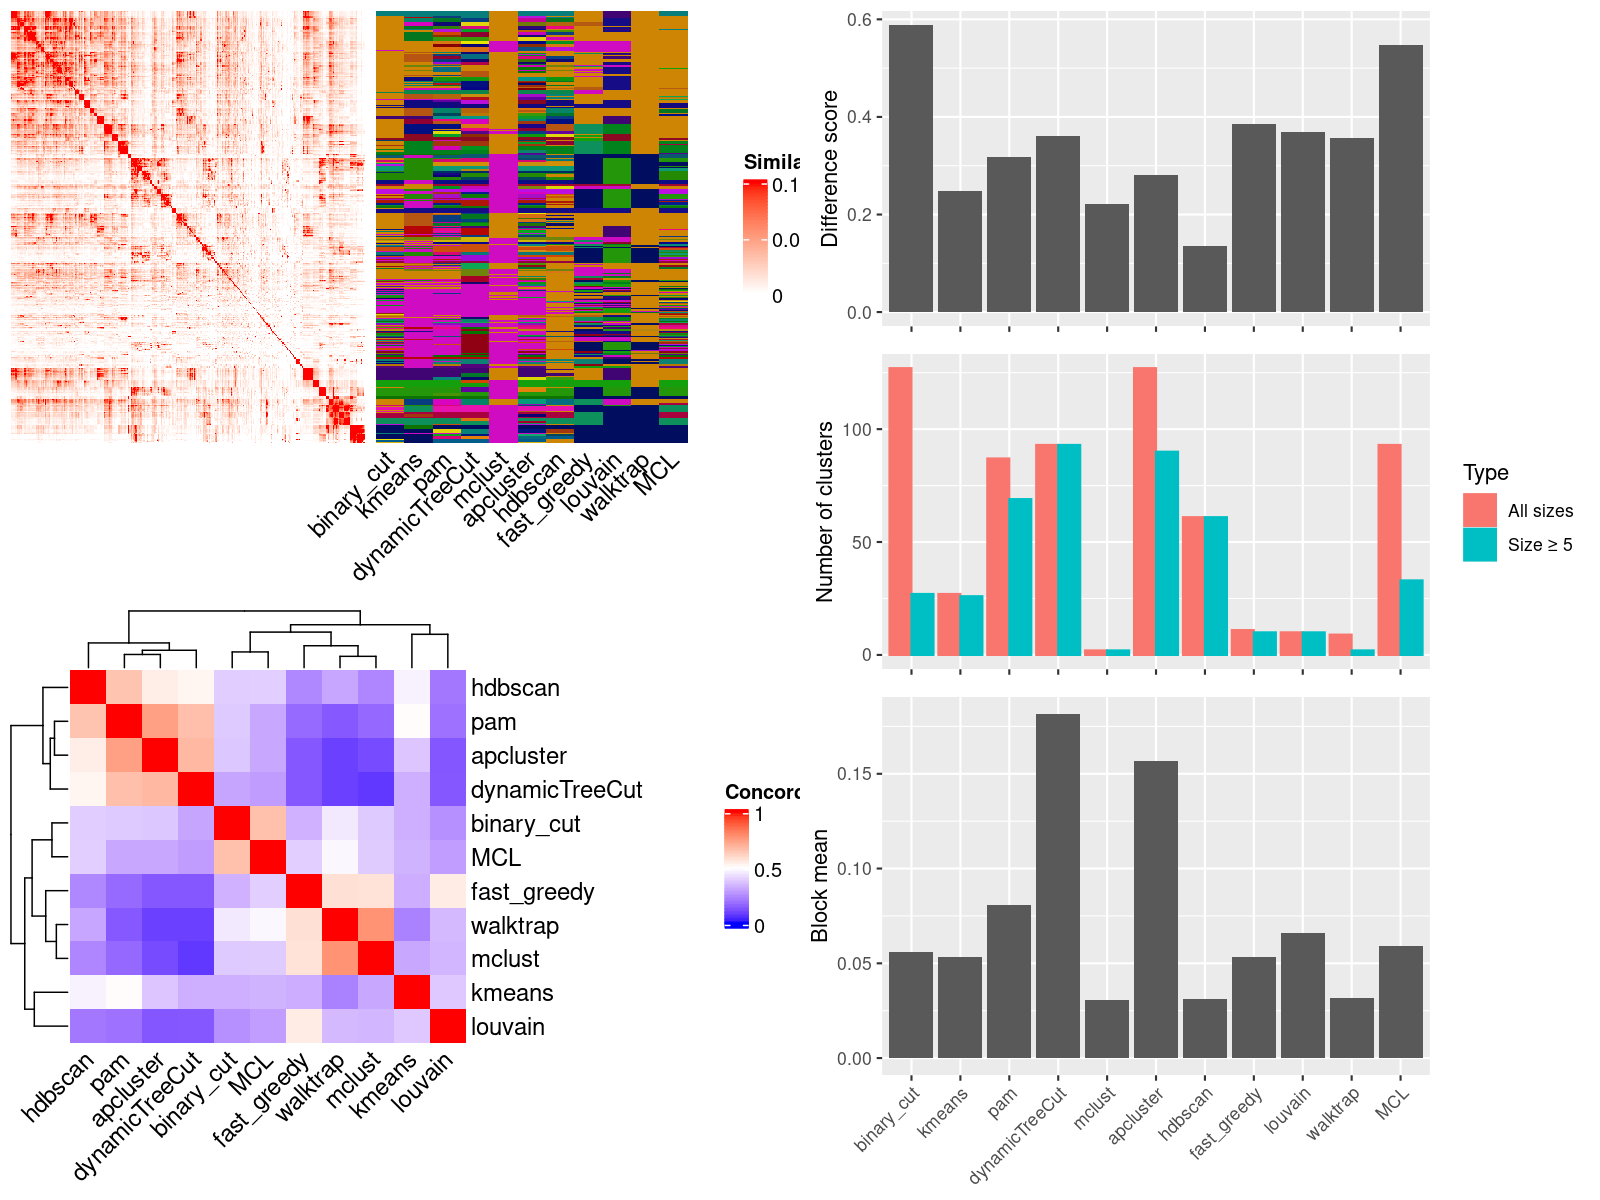 Simila
0.1
0.0
0
binary_cut
kmeans
pam
dynamicTreeCut
mclust
apcluster
hdbscan
fast_greedy
louvain
walktrap
MCL
hdbscan
pam
apcluster
dynamicTreeCut
binary_cut
MCL
fast_greedy
walktrap
mclust
kmeans
louvain
Concord
1
0.5
0
hdbscan
pam
apcluster
dynamicTreeCut
binary_cut
MCL
fast_greedy
walktrap
mclust
kmeans
louvain
Difference score
0.6
0.4
0.2
0.0
Number of clusters
100
50
0
Type
All sizes
Size ≥ 5
Block mean
0.15
0.10
0.05
0.00
binary_cut
kmeans
pam
dynamicTreeCut
mclust
apcluster
hdbscan
fast_greedy
louvain
walktrap
MCL